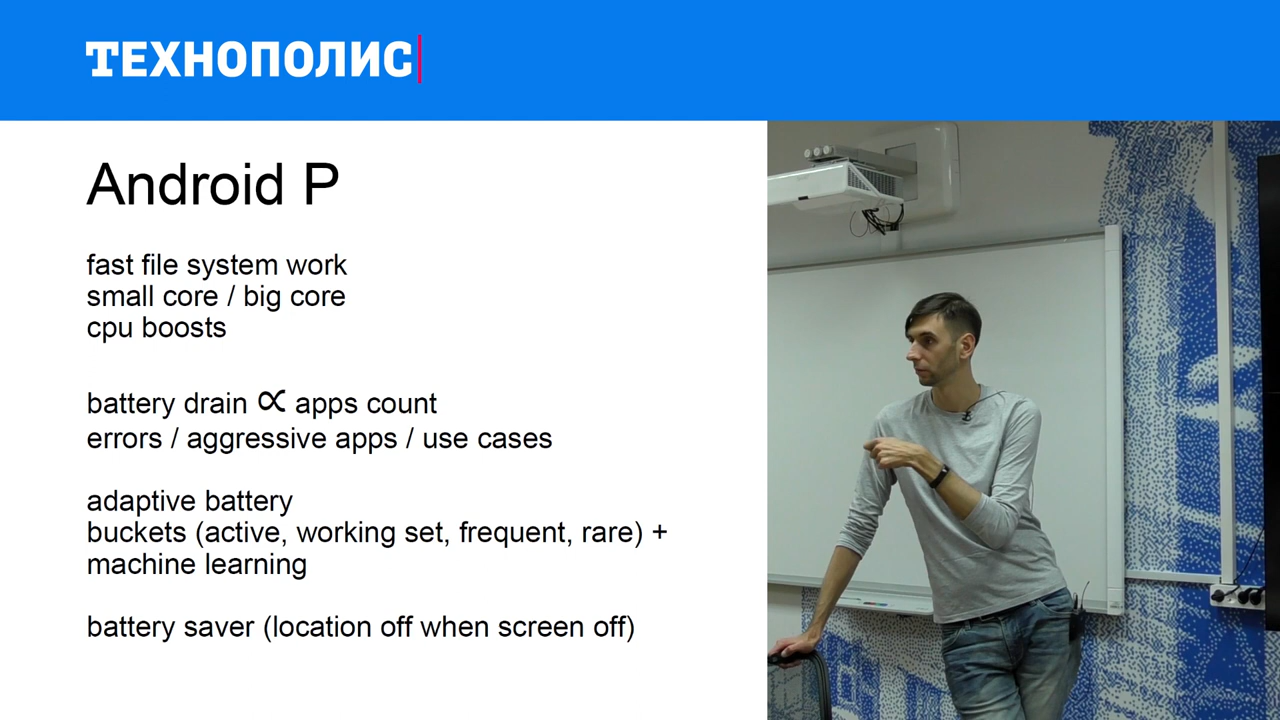 ТЕХНОПОЛИС
Android P
fast file system work
small core / big core
cpu boosts
battery drain ∝ apps count
errors / aggressive apps / use cases
adaptive battery
buckets (active, working set, frequent, rare) +
machine learning
battery saver (location off when screen off)